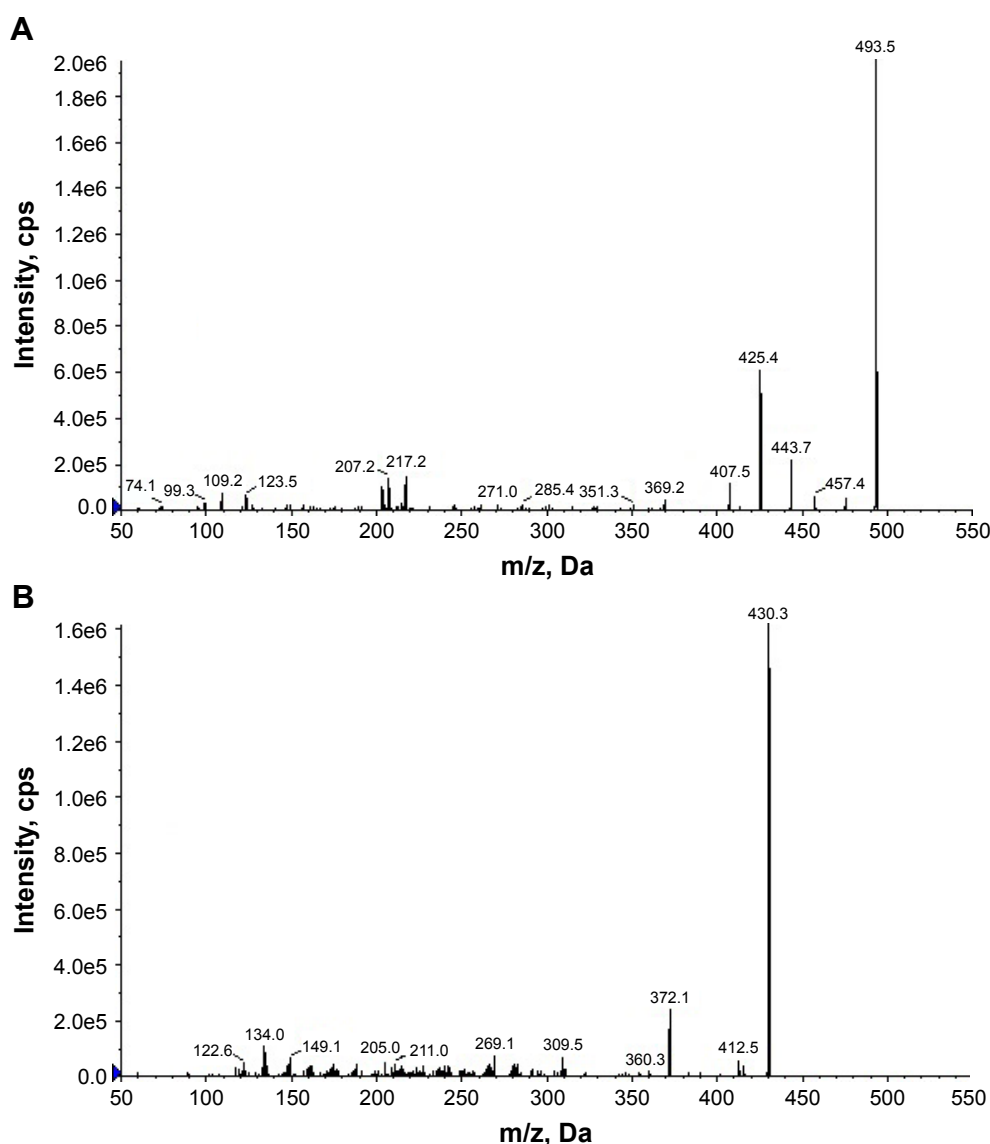 A
493.5
2.0e6
1.8e6
1.6e6
1.4e6
1.2e6
1.0e6
8.0e5
6.0e5
4.0e5
2.0e5
0.0
Intensity, cps
425.4
443.7
207.2
217.2
74.1
99.3
109.2
123.5
271.0
285.4
351.3
369.2
407.5
457.4
50
100
150
200
250
300
350
400
450
500
550
m/z, Da
B
430.3
1.6e6
1.4e6
1.2e6
1.0e6
8.0e5
6.0e5
4.0e5
2.0e5
0.0
Intensity, cps
372.1
122.6
134.0
149.1
205.0
211.0
269.1
309.5
360.3
412.5
50
100
150
200
250
300
350
400
450
500
550
m/z, Da